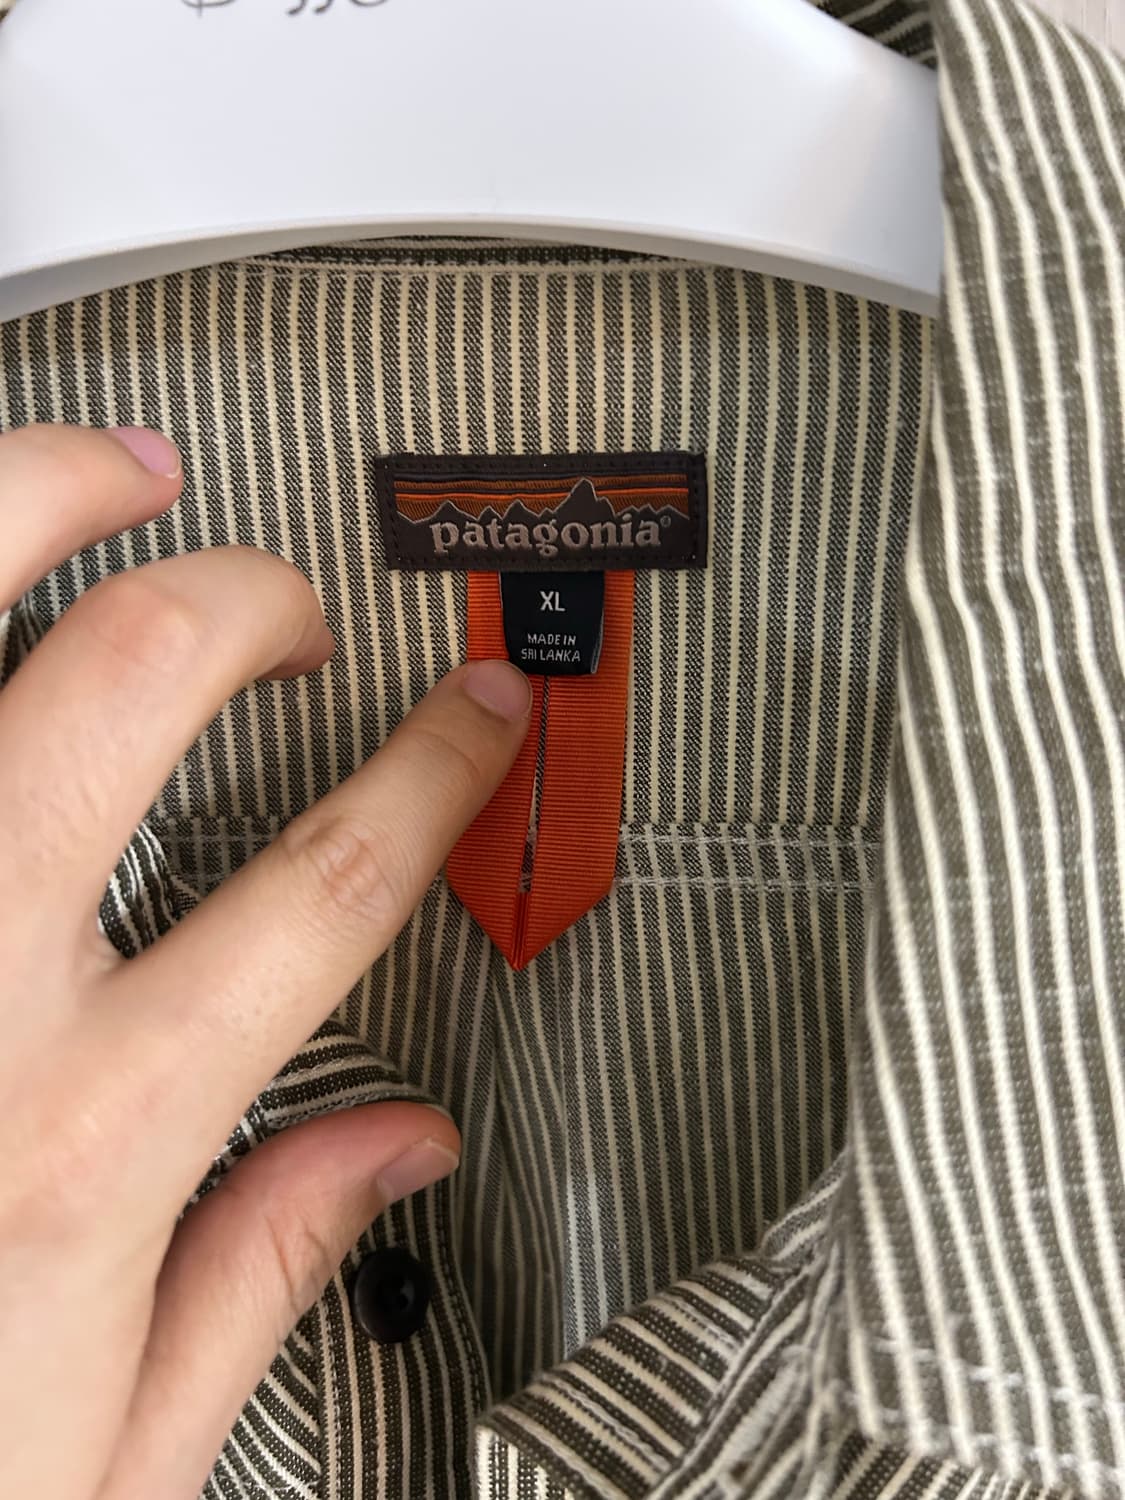 patagonia®
XL
MADE IN
SRI LANKA